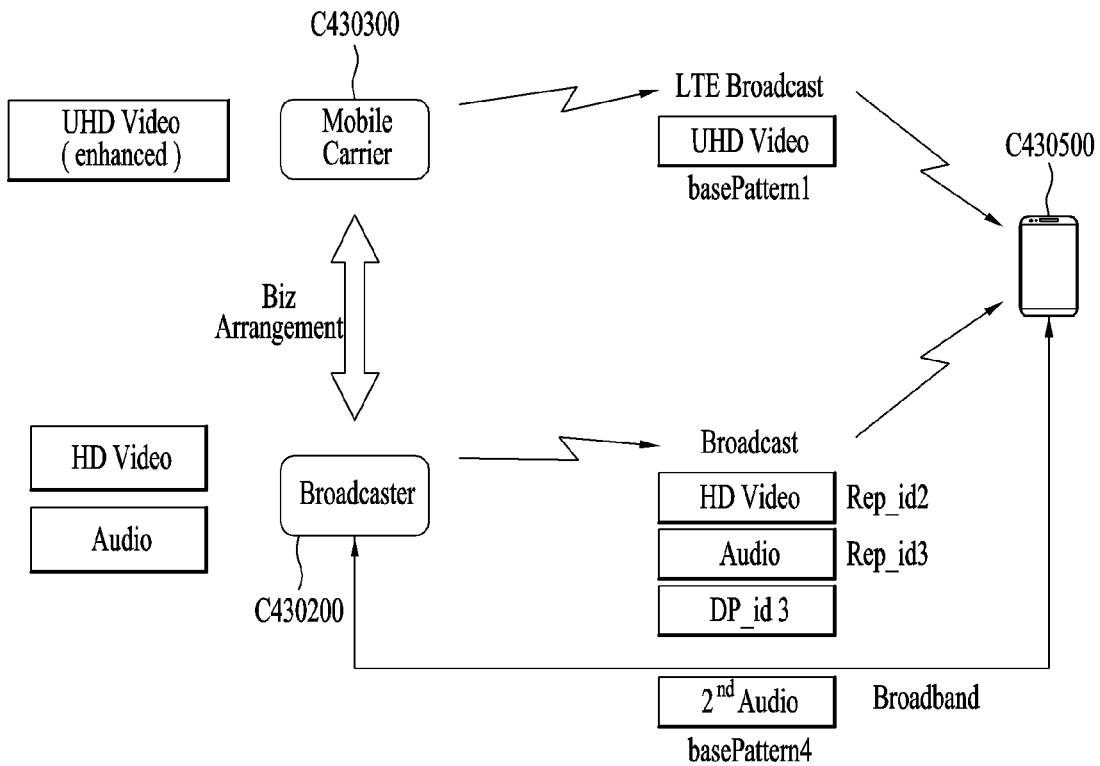 C430300
UHD Video
( enhanced )
Mobile
Carrier
LTE Broadcast
UHD Video
basePattern1
C430500
Biz
Arrangement
HD Video
Audio
Broadcaster
C430200
Broadcast
HD Video Rep_id2
Audio Rep_id3
DP_id 3
2nd Audio Broadband
basePattern4